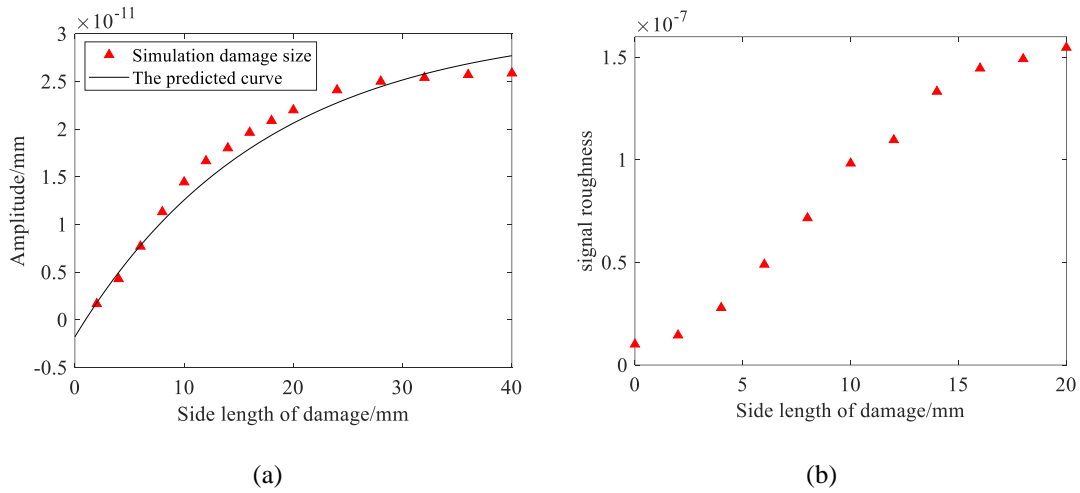 ×10⁻¹¹
3
2.5
2
1.5
1
0.5
0
-0.5
Amplitude/mm
Simulation damage size
The predicted curve
0 10 20 30 40
Side length of damage/mm
(a)
×10⁻⁷
1.5
1
0.5
0
signal roughness
0 5 10 15 20
Side length of damage/mm
(b)